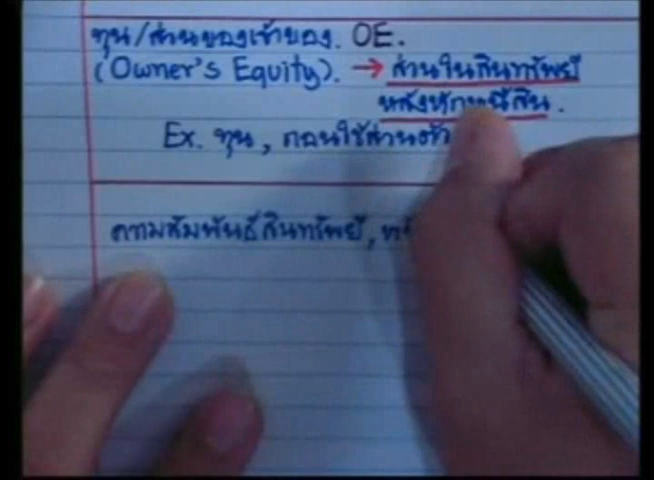 ทุน/ส่วนของเจ้าของ. OE.
(Owner's Equity). → ส่วนในสินทรัพย์
หลังหักหนี้สิน.
Ex. ทุน, ถอนใช้ส่วนตัว
ความสัมพันธ์สินทรัพย์,